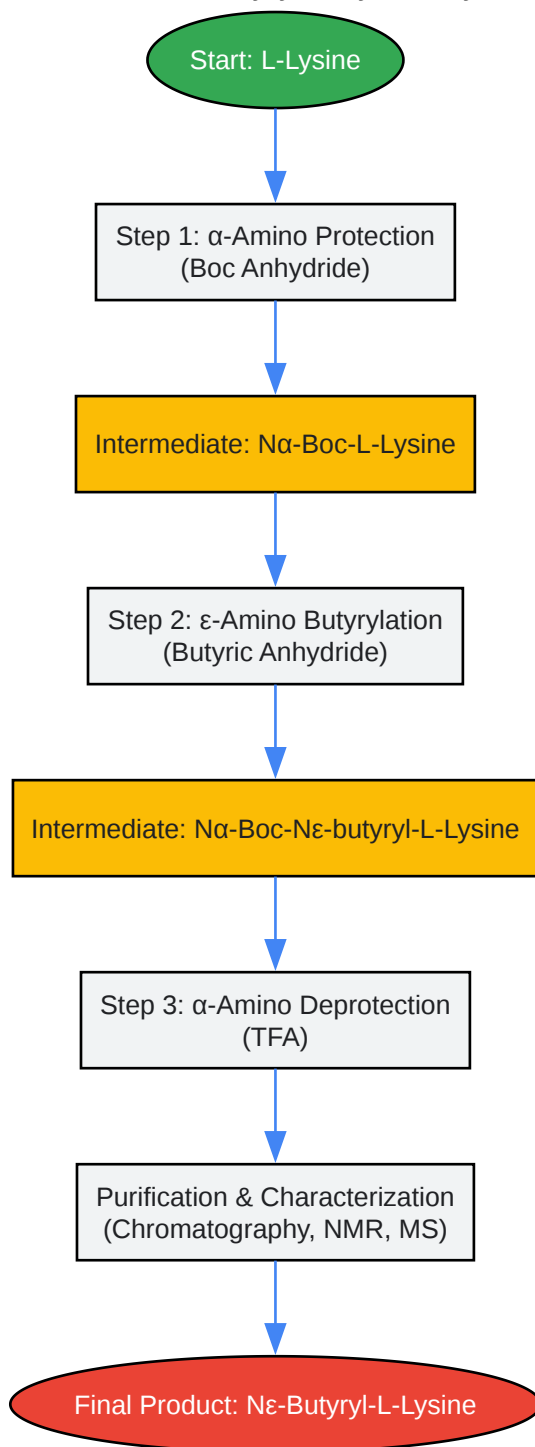 Start: L-Lysine
Step 1: α-Amino Protection
(Boc Anhydride)
Intermediate: Nα-Boc-L-Lysine
Step 2: ε-Amino Butyrylation
(Butyric Anhydride)
Intermediate: Nα-Boc-Nε-butyryl-L-Lysine
Step 3: α-Amino Deprotection
(TFA)
Purification & Characterization
(Chromatography, NMR, MS)
Final Product: Nε-Butyryl-L-Lysine